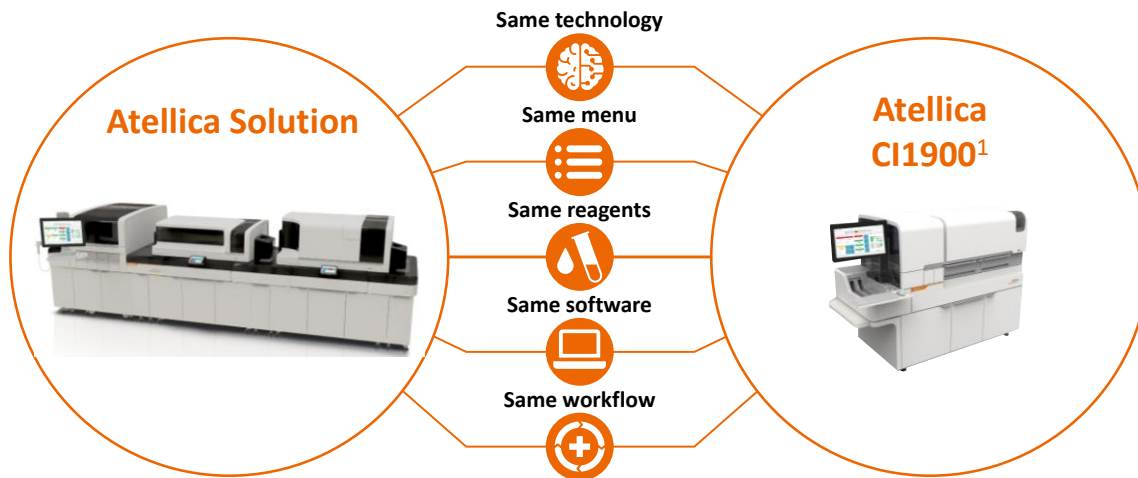 Same technology
Atellica Solution
Same menu
Same reagents
Same software
Same workflow
Atellica
CI1900¹